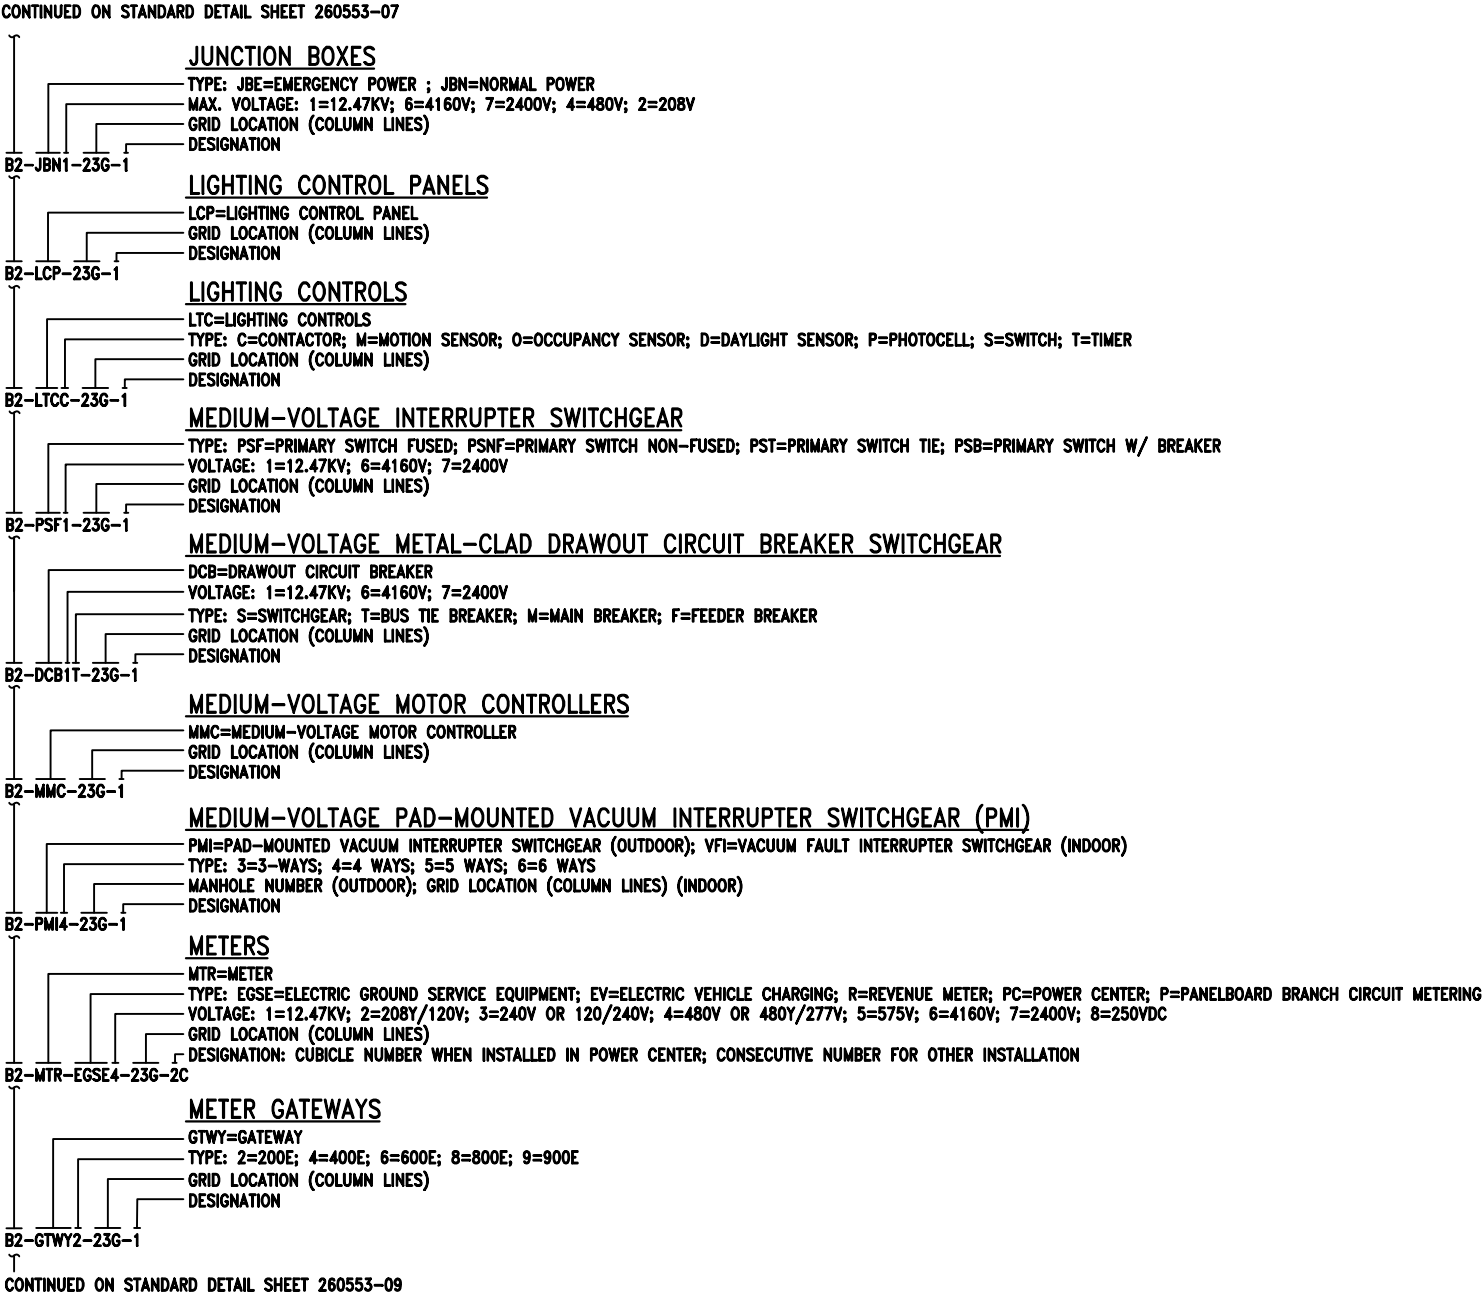 CONTINUED ON STANDARD DETAIL SHEET 260553-07
JUNCTION BOXES
TYPE: JBE=EMERGENCY POWER ; JBN=NORMAL POWER
MAX. VOLTAGE: 1=12.47KV; 6=4160V; 7=2400V; 4=480V; 2=208V
GRID LOCATION (COLUMN LINES)
DESIGNATION
B2-JBN1-23G-1
LIGHTING CONTROL PANELS
LCP=LIGHTING CONTROL PANEL
GRID LOCATION (COLUMN LINES)
DESIGNATION
B2-LCP-23G-1
LIGHTING CONTROLS
LTC=LIGHTING CONTROLS
TYPE: C=CONTACTOR; M=MOTION SENSOR; O=OCCUPANCY SENSOR; D=DAYLIGHT SENSOR; P=PHOTOCELL; S=SWITCH; T=TIMER
GRID LOCATION (COLUMN LINES)
DESIGNATION
B2-LTCC-23G-1
MEDIUM-VOLTAGE INTERRUPTER SWITCHGEAR
TYPE: PSF=PRIMARY SWITCH FUSED; PSNF=PRIMARY SWITCH NON-FUSED; PST=PRIMARY SWITCH TIE; PSB=PRIMARY SWITCH W/ BREAKER
VOLTAGE: 1=12.47KV; 6=4160V; 7=2400V
GRID LOCATION (COLUMN LINES)
DESIGNATION
B2-PSF1-23G-1
MEDIUM-VOLTAGE METAL-CLAD DRAWOUT CIRCUIT BREAKER SWITCHGEAR
DCB=DRAWOUT CIRCUIT BREAKER
VOLTAGE: 1=12.47KV; 6=4160V; 7=2400V
TYPE: S=SWITCHGEAR; T=BUS TIE BREAKER; M=MAIN BREAKER; F=FEEDER BREAKER
GRID LOCATION (COLUMN LINES)
DESIGNATION
B2-DCB1T-23G-1
MEDIUM-VOLTAGE MOTOR CONTROLLERS
MMC=MEDIUM-VOLTAGE MOTOR CONTROLLER
GRID LOCATION (COLUMN LINES)
DESIGNATION
B2-MMC-23G-1
MEDIUM-VOLTAGE PAD-MOUNTED VACUUM INTERRUPTER SWITCHGEAR (PMI)
PMI=PAD-MOUNTED VACUUM INTERRUPTER SWITCHGEAR (OUTDOOR); VFI=VACUUM FAULT INTERRUPTER SWITCHGEAR (INDOOR)
TYPE: 3=3-WAYS; 4=4 WAYS; 5=5 WAYS; 6=6 WAYS
MANHOLE NUMBER (OUTDOOR); GRID LOCATION (COLUMN LINES) (INDOOR)
DESIGNATION
B2-PMI4-23G-1
METERS
MTR=METER
TYPE: EGSE=ELECTRIC GROUND SERVICE EQUIPMENT; EV=ELECTRIC VEHICLE CHARGING; R=REVENUE METER; PC=POWER CENTER; P=PANELBOARD BRANCH CIRCUIT METERING
VOLTAGE: 1=12.47KV; 2=208Y/120V; 3=240V OR 120/240V; 4=480V OR 480Y/277V; 5=575V; 6=4160V; 7=2400V; 8=250VDC
GRID LOCATION (COLUMN LINES)
DESIGNATION: CUBICLE NUMBER WHEN INSTALLED IN POWER CENTER; CONSECUTIVE NUMBER FOR OTHER INSTALLATION
B2-MTR-EGSE4-23G-2C
METER GATEWAYS
GTWY=GATEWAY
TYPE: 2=200E; 4=400E; 6=600E; 8=800E; 9=900E
GRID LOCATION (COLUMN LINES)
DESIGNATION
B2-GTWY2-23G-1
CONTINUED ON STANDARD DETAIL SHEET 260553-09